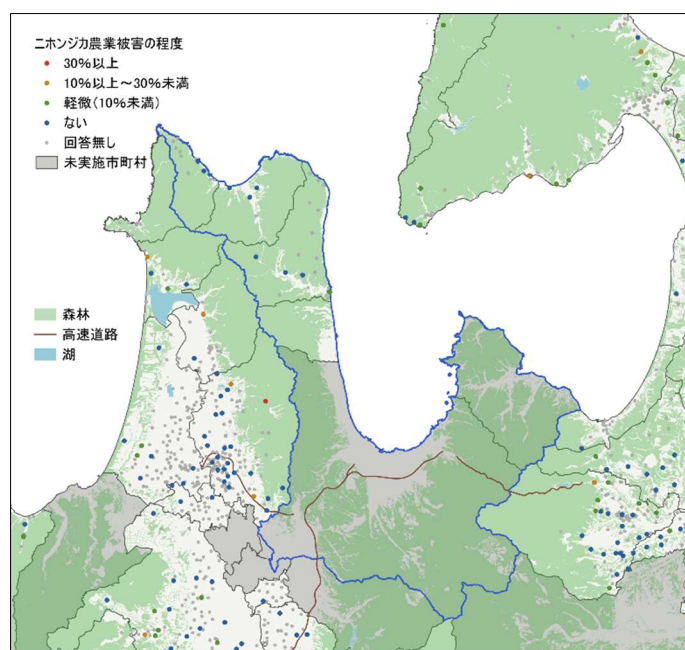 ニホンジカ農業被害の程度
30%以上
10%以上～30%未満
軽微(10%未満)
ない
回答無し
未実施市町村
森林
高速道路
湖